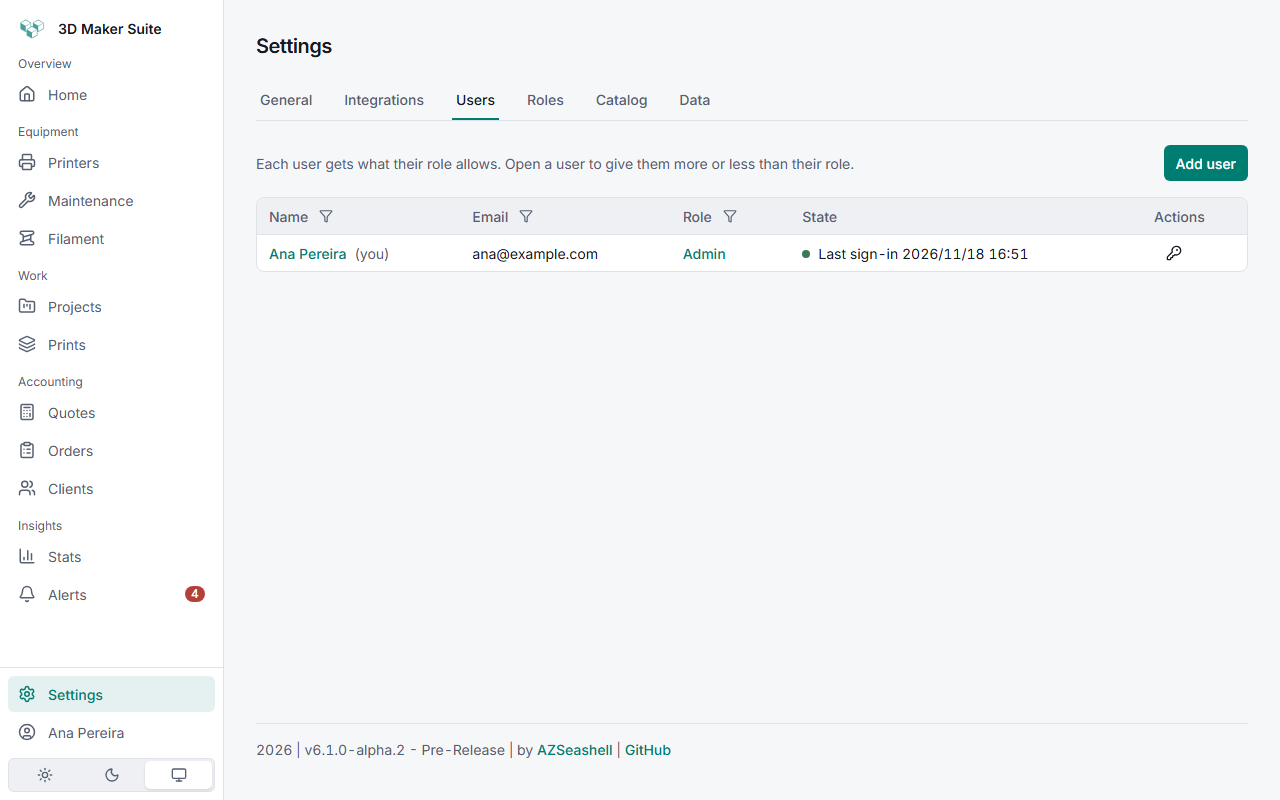 3D Maker Suite
Overview
Home
Equipment
Printers
Maintenance
Filament
Work
Projects
Prints
Accounting
Quotes
Orders
Clients
Insights
Stats
Alerts 4
Settings
Ana Pereira
Settings
General Integrations Users Roles Catalog Data
Each user gets what their role allows. Open a user to give them more or less than their role.
Add user
Name Email Role State Actions
Ana Pereira (you) ana@example.com Admin Last sign-in 2026/11/18 16:51
2026 | v6.1.0-alpha.2 - Pre-Release | by AZSeashell | GitHub